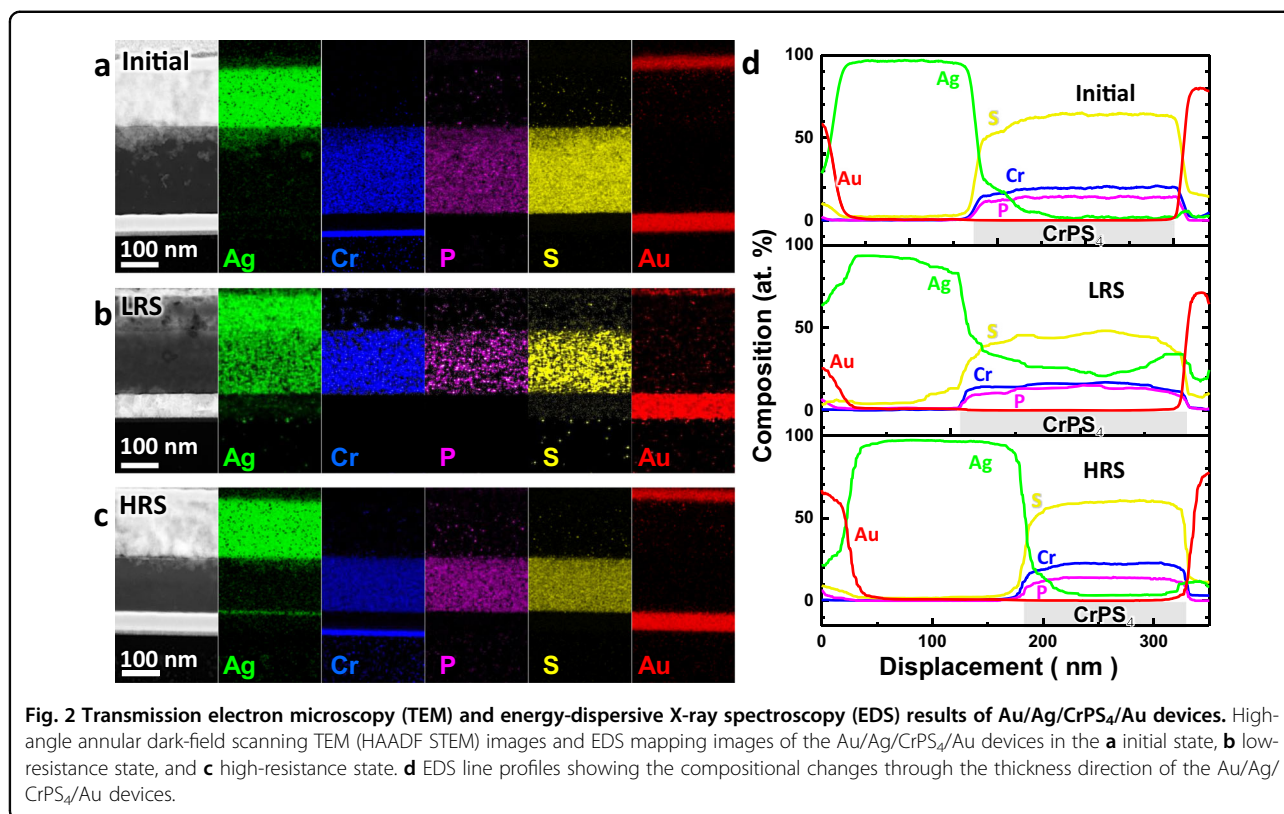 a Initial
100 nm
Ag Cr P S Au
b LRS
100 nm
Ag Cr P S Au
c HRS
100 nm
Ag Cr P S Au
d
100
50
0
Ag
Initial
S
Au
Cr
P
CrPS₄
100
50
0
Ag
LRS
S
Au
Cr
P
CrPS₄
100
50
0
Ag
HRS
S
Au
Cr
P
CrPS₄
0 100 200 300
Composition (at. %)
Displacement ( nm )
Fig. 2 Transmission electron microscopy (TEM) and energy-dispersive X-ray spectroscopy (EDS) results of Au/Ag/CrPS₄/Au devices. High-
angle annular dark-field scanning TEM (HAADF STEM) images and EDS mapping images of the Au/Ag/CrPS₄/Au devices in the a initial state, b low-
resistance state, and c high-resistance state. d EDS line profiles showing the compositional changes through the thickness direction of the Au/Ag/
CrPS₄/Au devices.